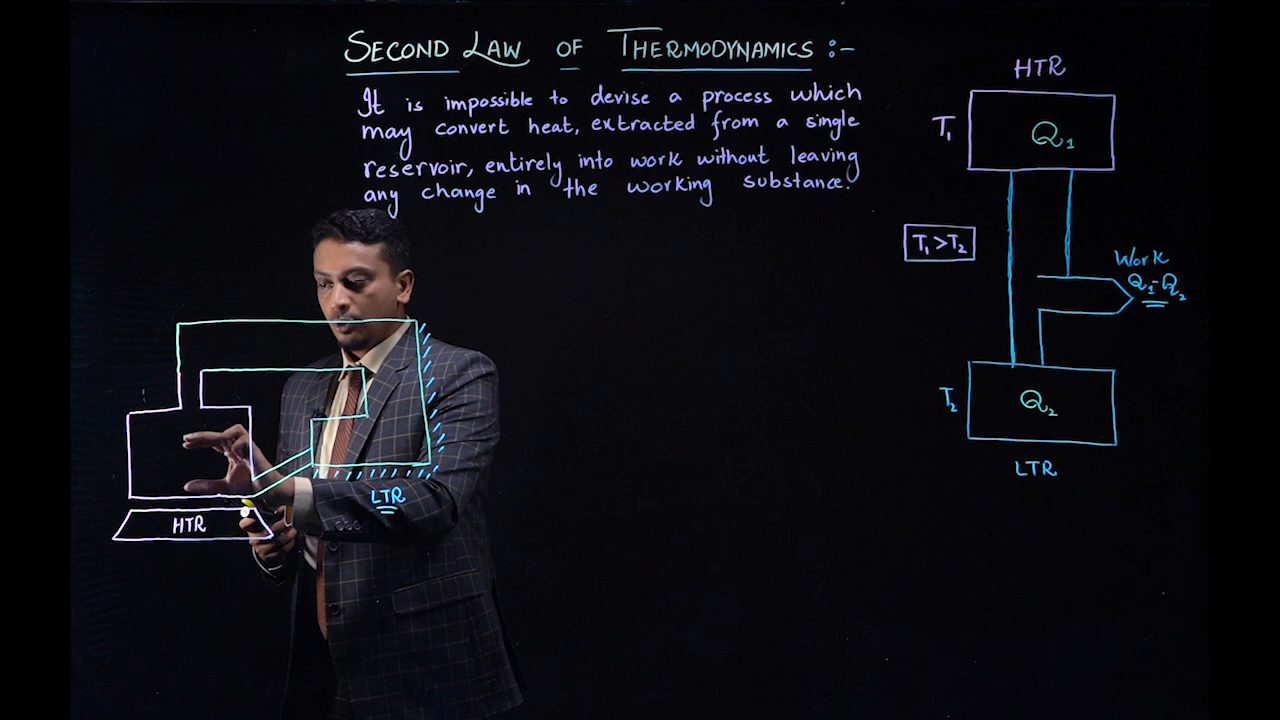 SECOND LAW OF THERMODYNAMICS :-
It is impossible to devise a process which
may convert heat, extracted from a single
reservoir, entirely into work without leaving
any change in the working substance.
HTR
T₁
Q₁
T₁ > T₂
Work
Q₁-Q₂
T₂
Q₂
LTR
LTR
HTR